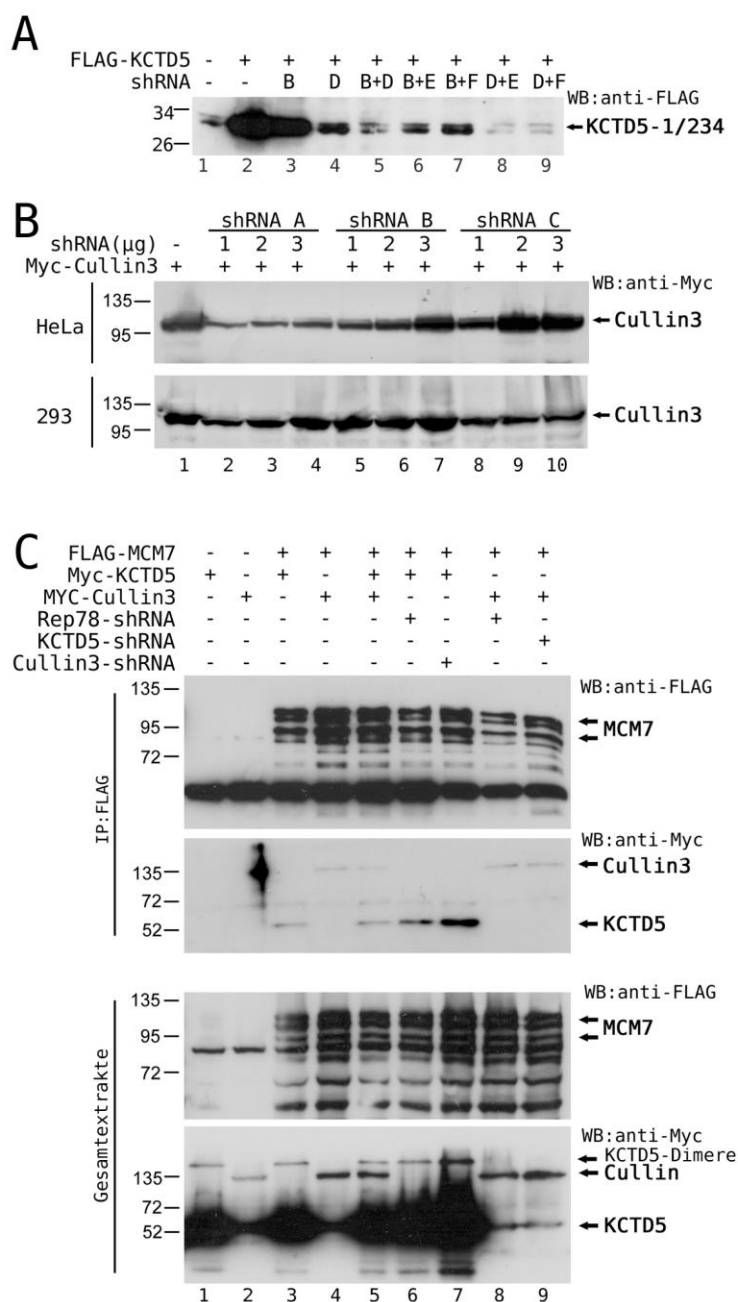 A
FLAG-KCTD5 - + + + + + + + +
shRNA - - B D B+D B+E B+F D+E D+F
WB:anti-FLAG
34
KCTD5-1/234
26
1 2 3 4 5 6 7 8 9
B
shRNA A shRNA B shRNA C
shRNA(µg) - 1 2 3 1 2 3 1 2 3
Myc-Cullin3 + + + + + + + + + +
WB:anti-Myc
HeLa
135
Cullin3
95
293
135
Cullin3
95
1 2 3 4 5 6 7 8 9 10
C
FLAG-MCM7 - - + + + + + + +
Myc-KCTD5 + - + - + + + - -
MYC-Cullin3 - + - + + - - + +
Rep78-shRNA - - - - - + - + -
KCTD5-shRNA - - - - - - - - +
Cullin3-shRNA - - - - - - + - -
IP:FLAG
135
WB:anti-FLAG
95
MCM7
72
WB:anti-Myc
135
Cullin3
72
52
KCTD5
Gesamtextrakte
135
WB:anti-FLAG
95
MCM7
72
WB:anti-Myc
KCTD5-Dimere
135
Cullin
72
52
KCTD5
1 2 3 4 5 6 7 8 9